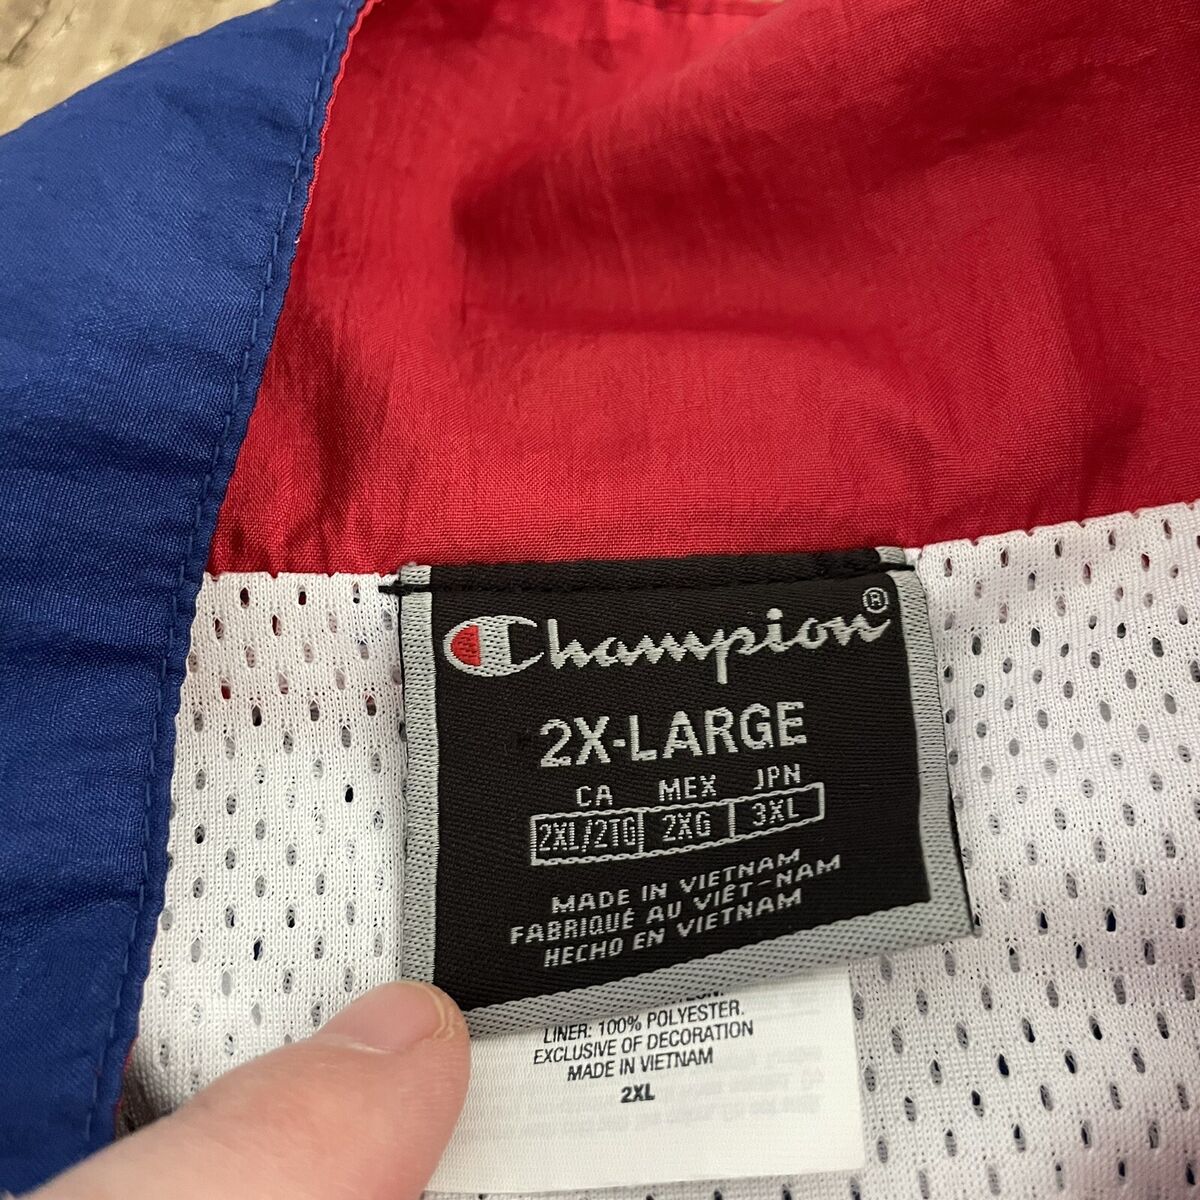 Champion®
2X-LARGE
CA MEX JPN
2XL/2TG 2XG 3XL
MADE IN VIETNAM
FABRIQUÉ AU VIÊT-NAM
HECHO EN VIETNAM
LINER: 100% POLYESTER.
EXCLUSIVE OF DECORATION
MADE IN VIETNAM
2XL